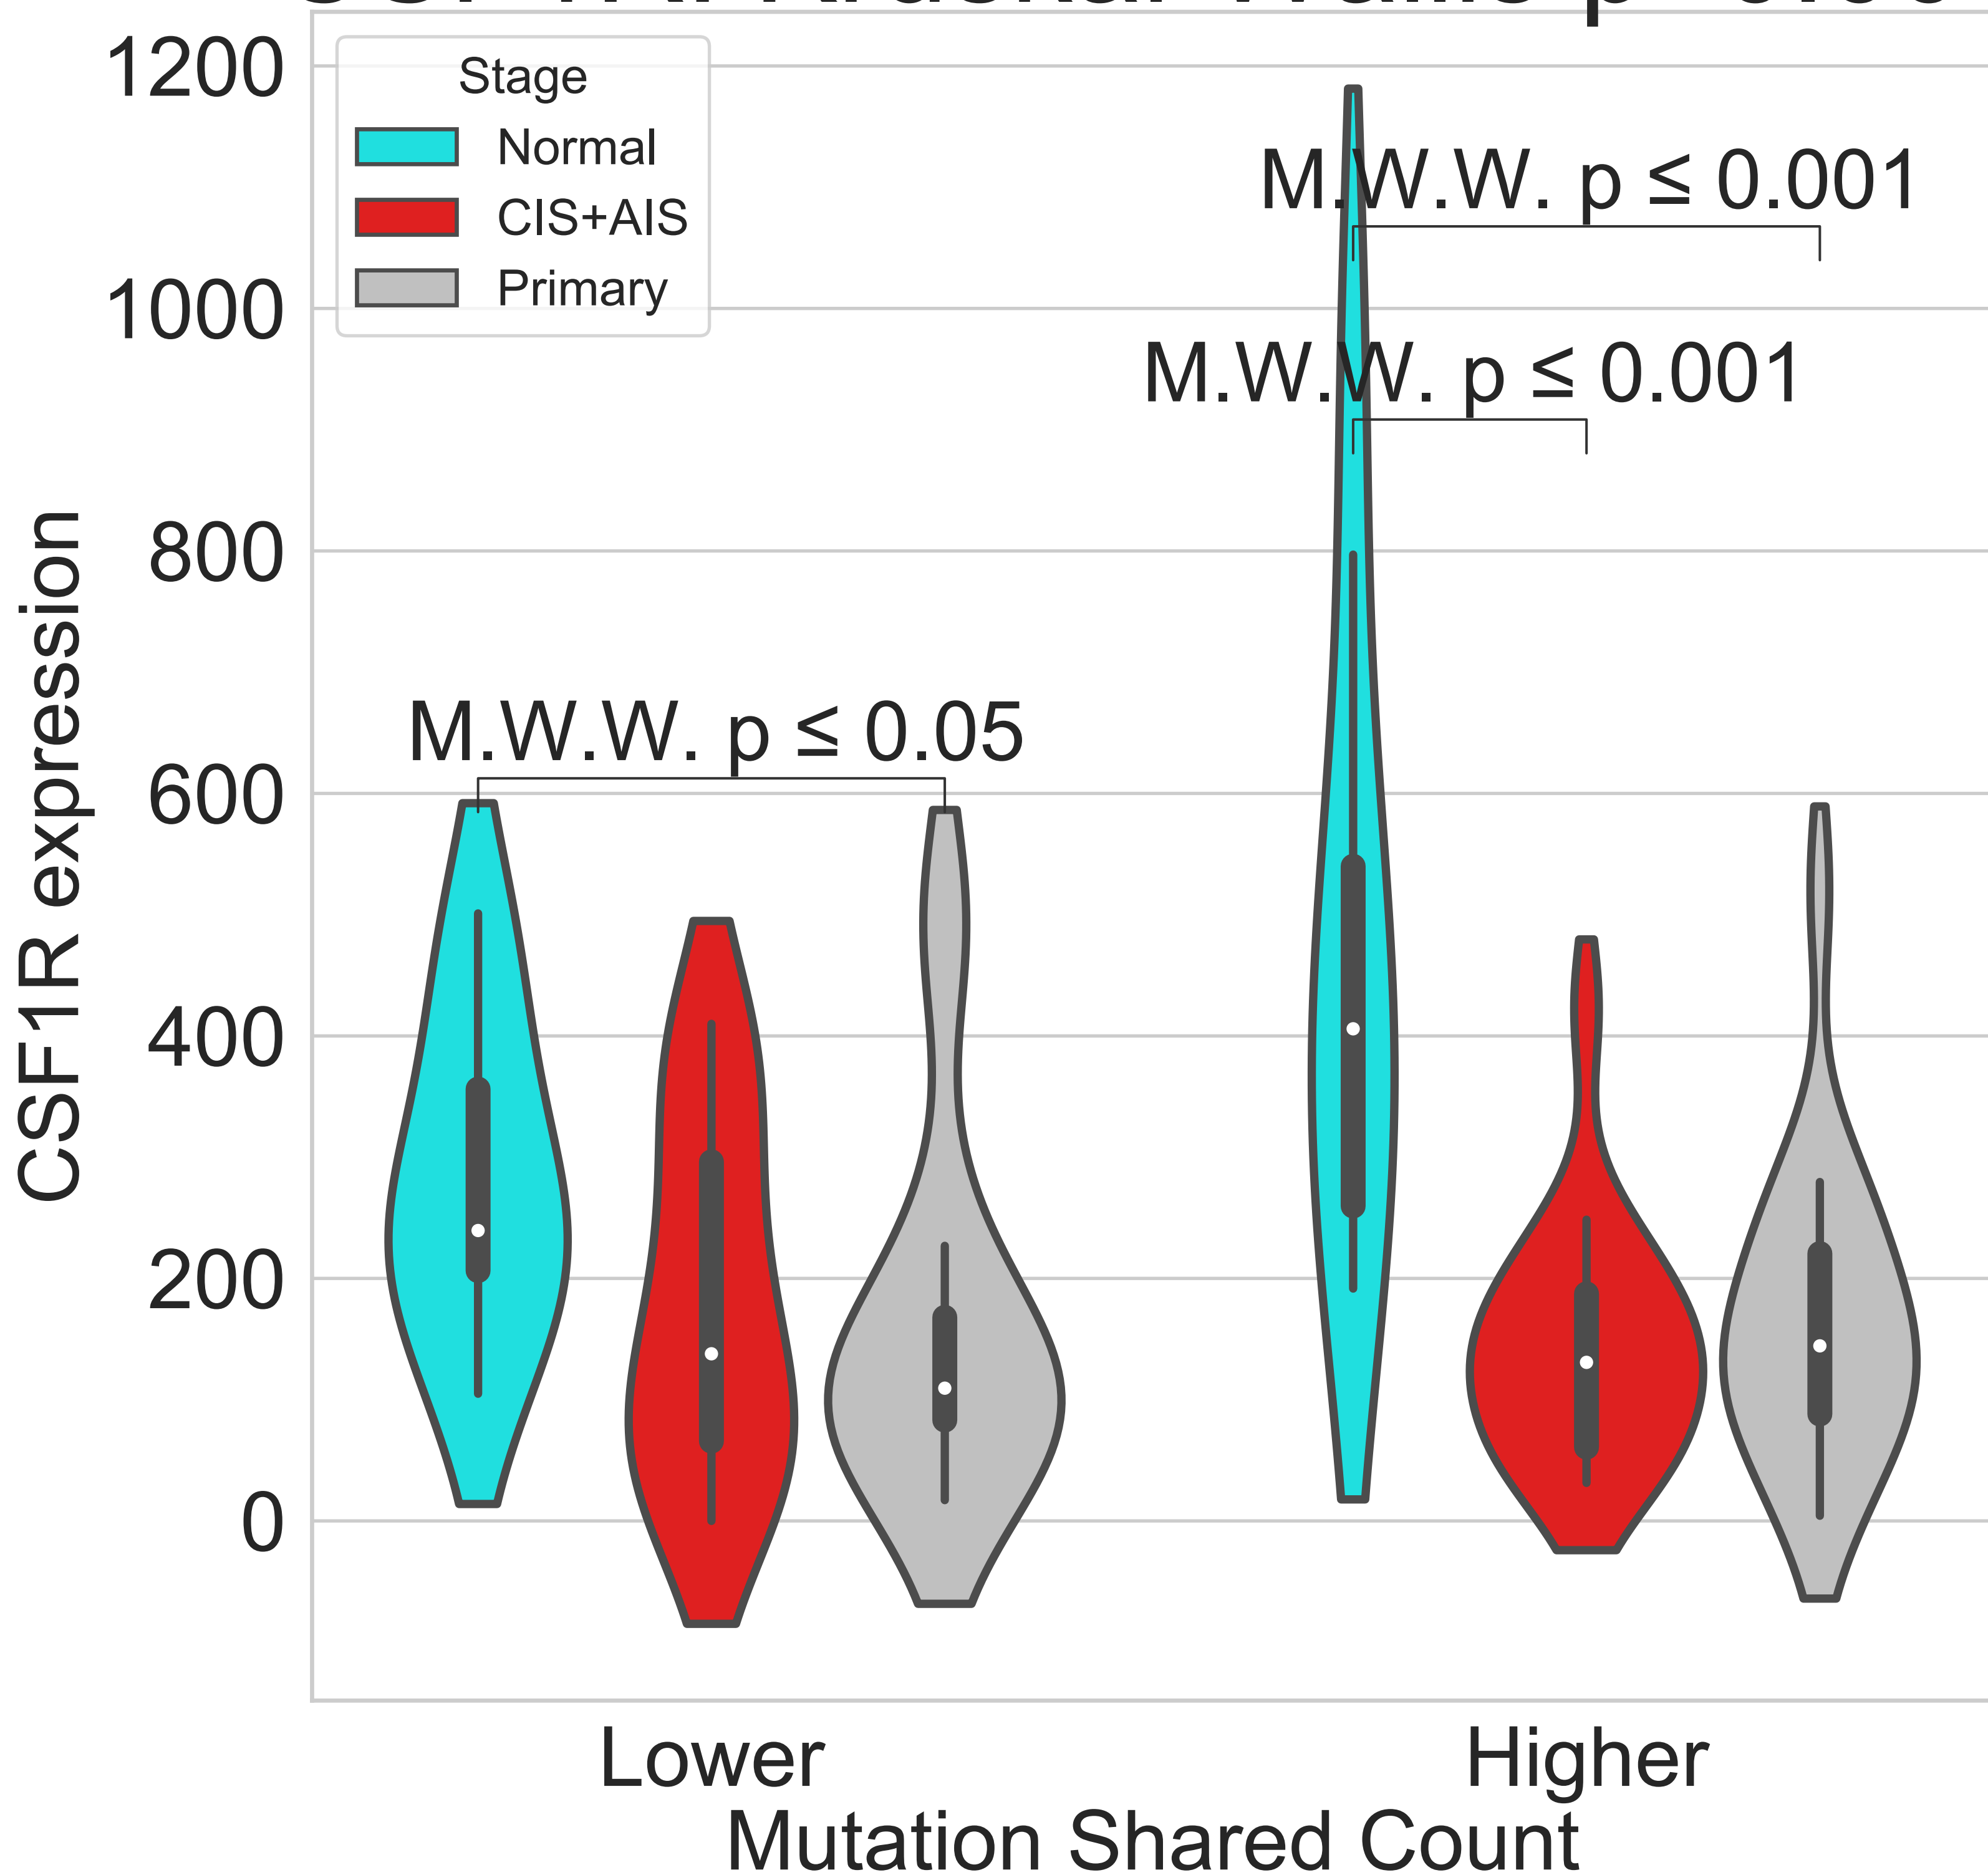 1200
1000
800
600
400
200
0
CSF1R expression
Stage
Normal
CIS+AIS
Primary
M.W.W. p ≤ 0.001
M.W.W. p ≤ 0.001
M.W.W. p ≤ 0.05
Lower
Higher
Mutation Shared Count